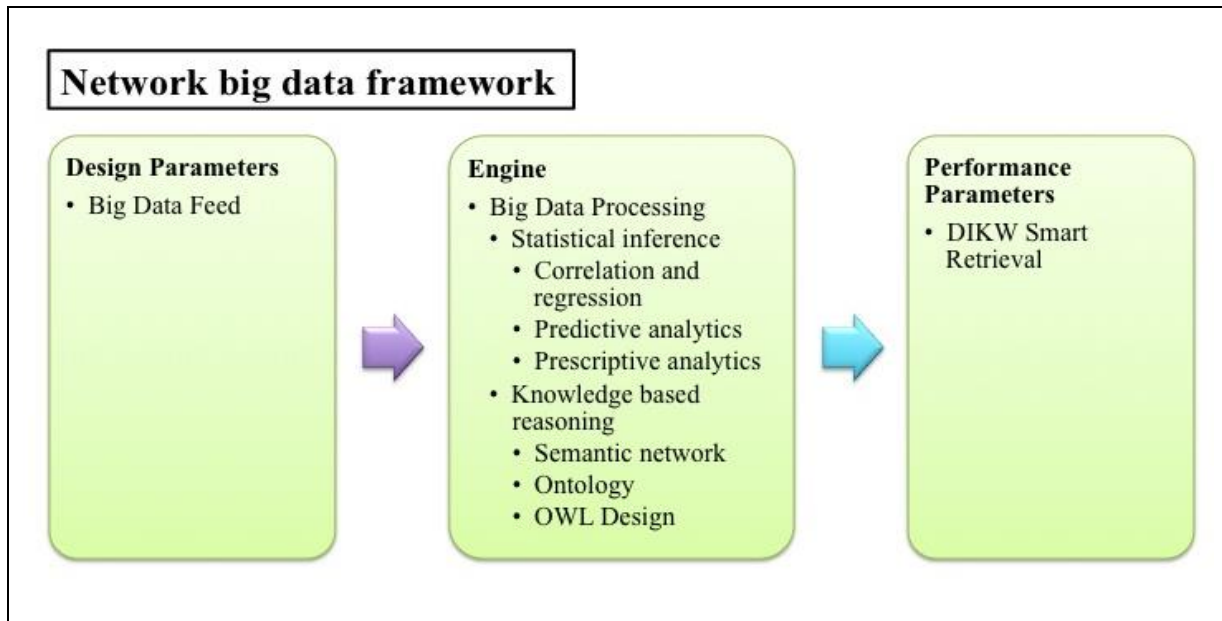 Network big data framework
Design Parameters
• Big Data Feed
Engine
• Big Data Processing
• Statistical inference
• Correlation and
regression
• Predictive analytics
• Prescriptive analytics
• Knowledge based
reasoning
• Semantic network
• Ontology
• OWL Design
Performance
Parameters
• DIKW Smart
Retrieval